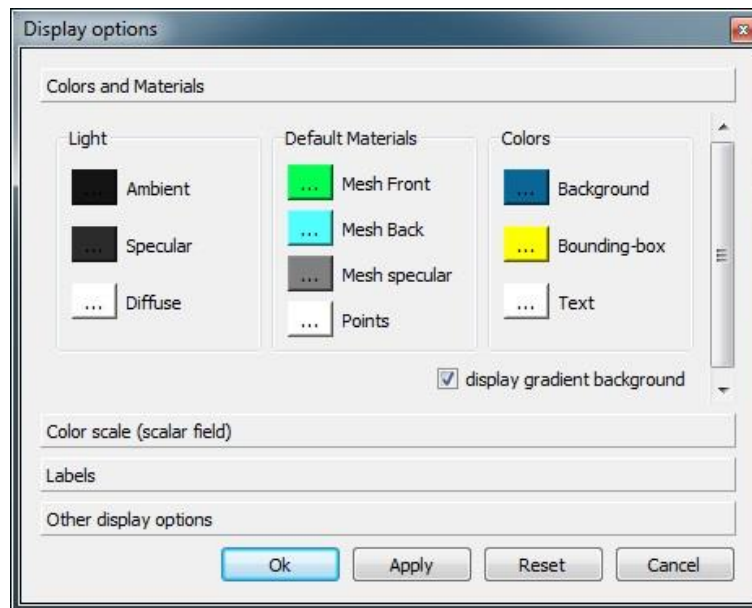 Display options
Colors and Materials
Light
... Ambient
... Specular
... Diffuse
Default Materials
... Mesh Front
... Mesh Back
... Mesh specular
... Points
Colors
... Background
... Bounding-box
... Text
display gradient background
Color scale (scalar field)
Labels
Other display options
Ok Apply Reset Cancel